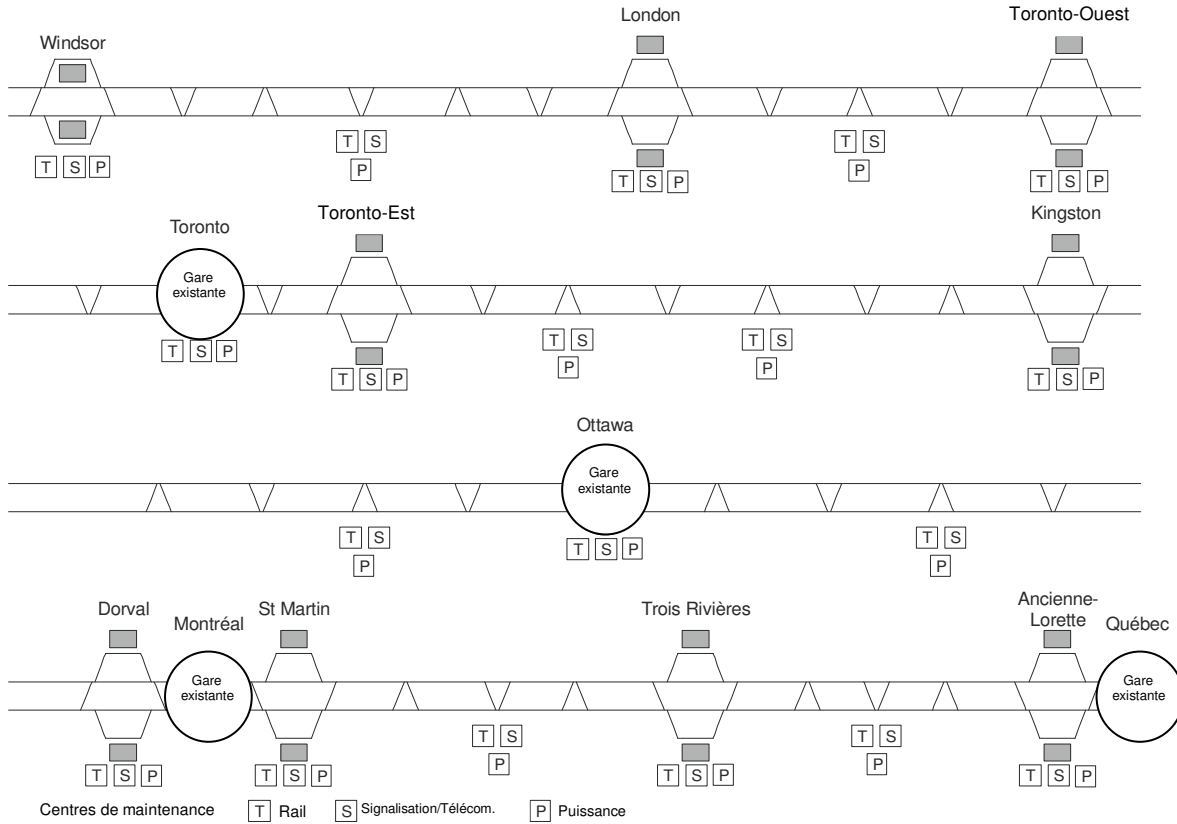 London
Toronto-Ouest
Windsor
T S
P
T S
P
T S P
T S P
T S P
Toronto
Toronto-Est
Kingston
Gare
existante
T S
P
T S
P
T S P
T S P
T S P
Ottawa
Gare
existante
T S
P
T S P
T S
P
Dorval
Montréal
St Martin
Trois Rivières
Ancienne-
Lorette
Québec
Gare
existante
Gare
existante
T S
P
T S
P
T S P
T S P
T S P
T S P
Centres de maintenance T Rail S Signalisation/Télécom. P Puissance